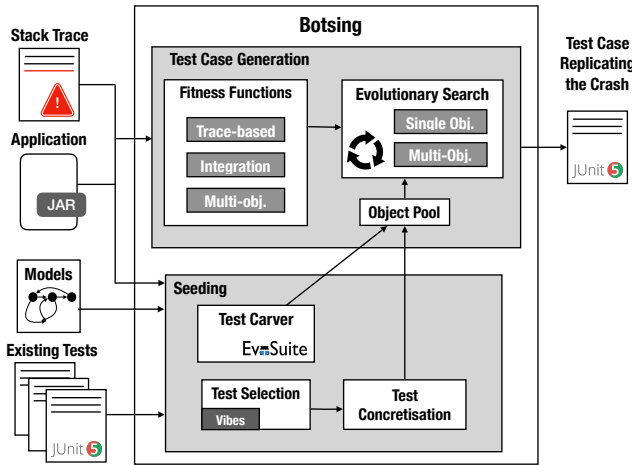 Botsing
Stack Trace
!
Application
JAR
Models
Existing Tests
JUnit 5
Test Case Generation
Fitness Functions
Trace-based
Integration
Multi-obj.
Evolutionary Search
Single Obj.
Multi-Obj.
Object Pool
Seeding
Test Carver
EvoSuite
Test Selection
Vibes
Test
Concretisation
Test Case
Replicating
the Crash
JUnit 5